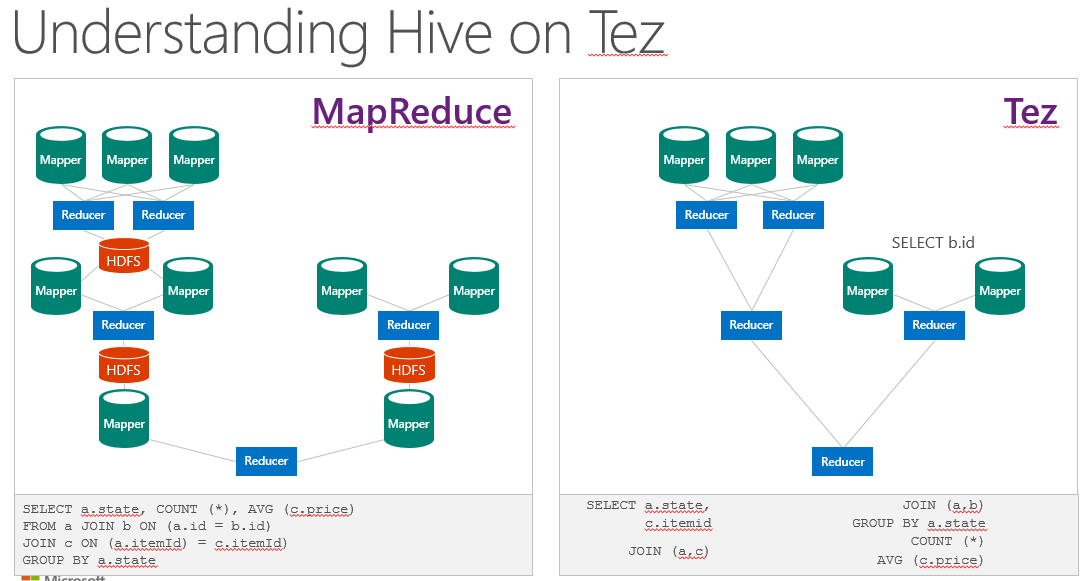 Understanding Hive on Tez
MapReduce
Mapper Mapper Mapper
Reducer Reducer
HDFS
Mapper Mapper Mapper Mapper
Reducer Reducer
HDFS HDFS
Mapper Mapper
Reducer
SELECT a.state, COUNT (*), AVG (c.price)
FROM a JOIN b ON (a.id = b.id)
JOIN c ON (a.itemId) = c.itemId)
GROUP BY a.state
Microsoft
Tez
Mapper Mapper Mapper
Reducer Reducer
SELECT b.id
Mapper Mapper
Reducer Reducer
Reducer
SELECT a.state,
c.itemid
JOIN (a,c)
JOIN (a,b)
GROUP BY a.state
COUNT (*)
AVG (c.price)